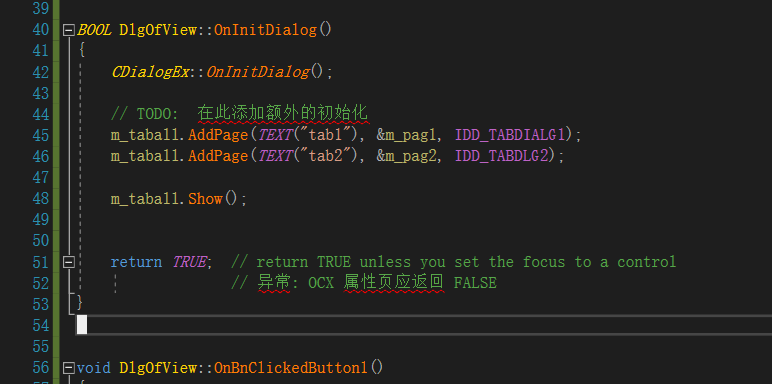 39
40 BOOL DlgOfView::OnInitDialog()
41 {
42 CDialogEx::OnInitDialog();
43
44 // TODO: 在此添加额外的初始化
45 m_taball.AddPage(TEXT("tab1"), &m_pag1, IDD_TABDIALG1);
46 m_taball.AddPage(TEXT("tab2"), &m_pag2, IDD_TABDLG2);
47
48 m_taball.Show();
49
50
51 return TRUE; // return TRUE unless you set the focus to a control
52 // 异常: OCX 属性页应返回 FALSE
53 }
54
55
56 void DlgOfView::OnBnClickedButton1()
57 {